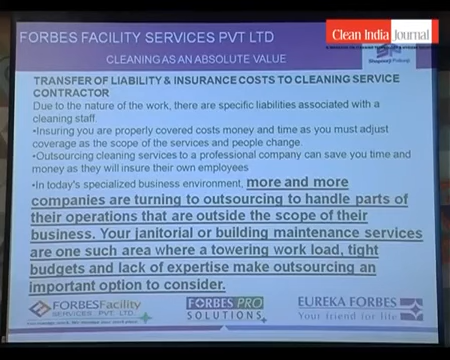 Clean India Journal
FORBES FACILITY SERVICES PVT LTD
CLEANING AS AN ABSOLUTE VALUE
Shapoorji Pallonji
TRANSFER OF LIABILITY & INSURANCE COSTS TO CLEANING SERVICE
CONTRACTOR
Due to the nature of the work, there are specific liabilities associated with a
cleaning staff.
•Insuring you are properly covered costs money and time as you must adjust
coverage as the scope of the services and people change.
•Outsourcing cleaning services to a professional company can save you time and
money as they will insure their own employees
•In today's specialized business environment, more and more
companies are turning to outsourcing to handle parts of
their operations that are outside the scope of their
business. Your janitorial or building maintenance services
are one such area where a towering work load, tight
budgets and lack of expertise make outsourcing an
important option to consider.
FORBESFacility
SERVICES PVT. LTD.
FORBES PRO
SOLUTIONS
EUREKA FORBES
Your friend for life